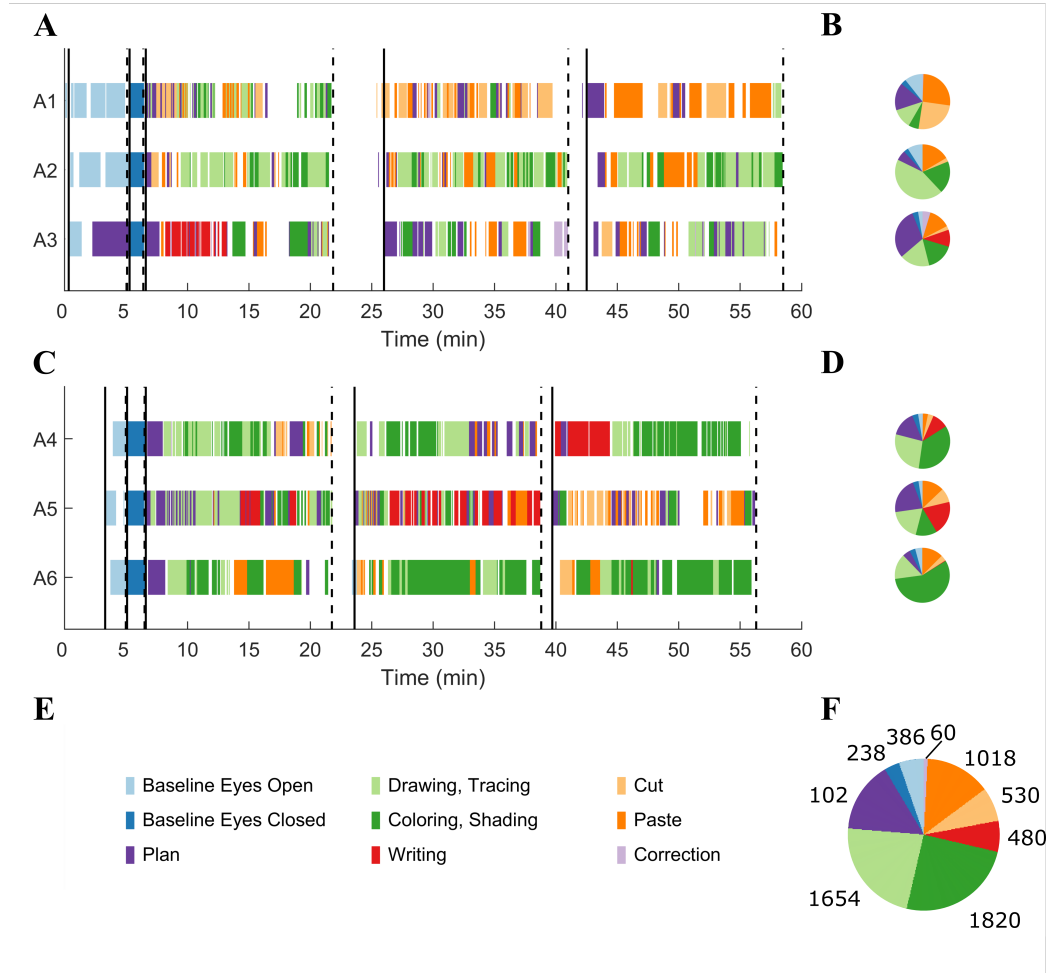 A
B
A1
A2
A3
0 5 10 15 20 25 30 35 40 45 50 55 60
Time (min)
C
D
A4
A5
A6
0 5 10 15 20 25 30 35 40 45 50 55 60
Time (min)
E
F
Baseline Eyes Open
Drawing, Tracing
Cut
Baseline Eyes Closed
Coloring, Shading
Paste
Plan
Writing
Correction
386 60
238
1018
102
530
480
1654
1820